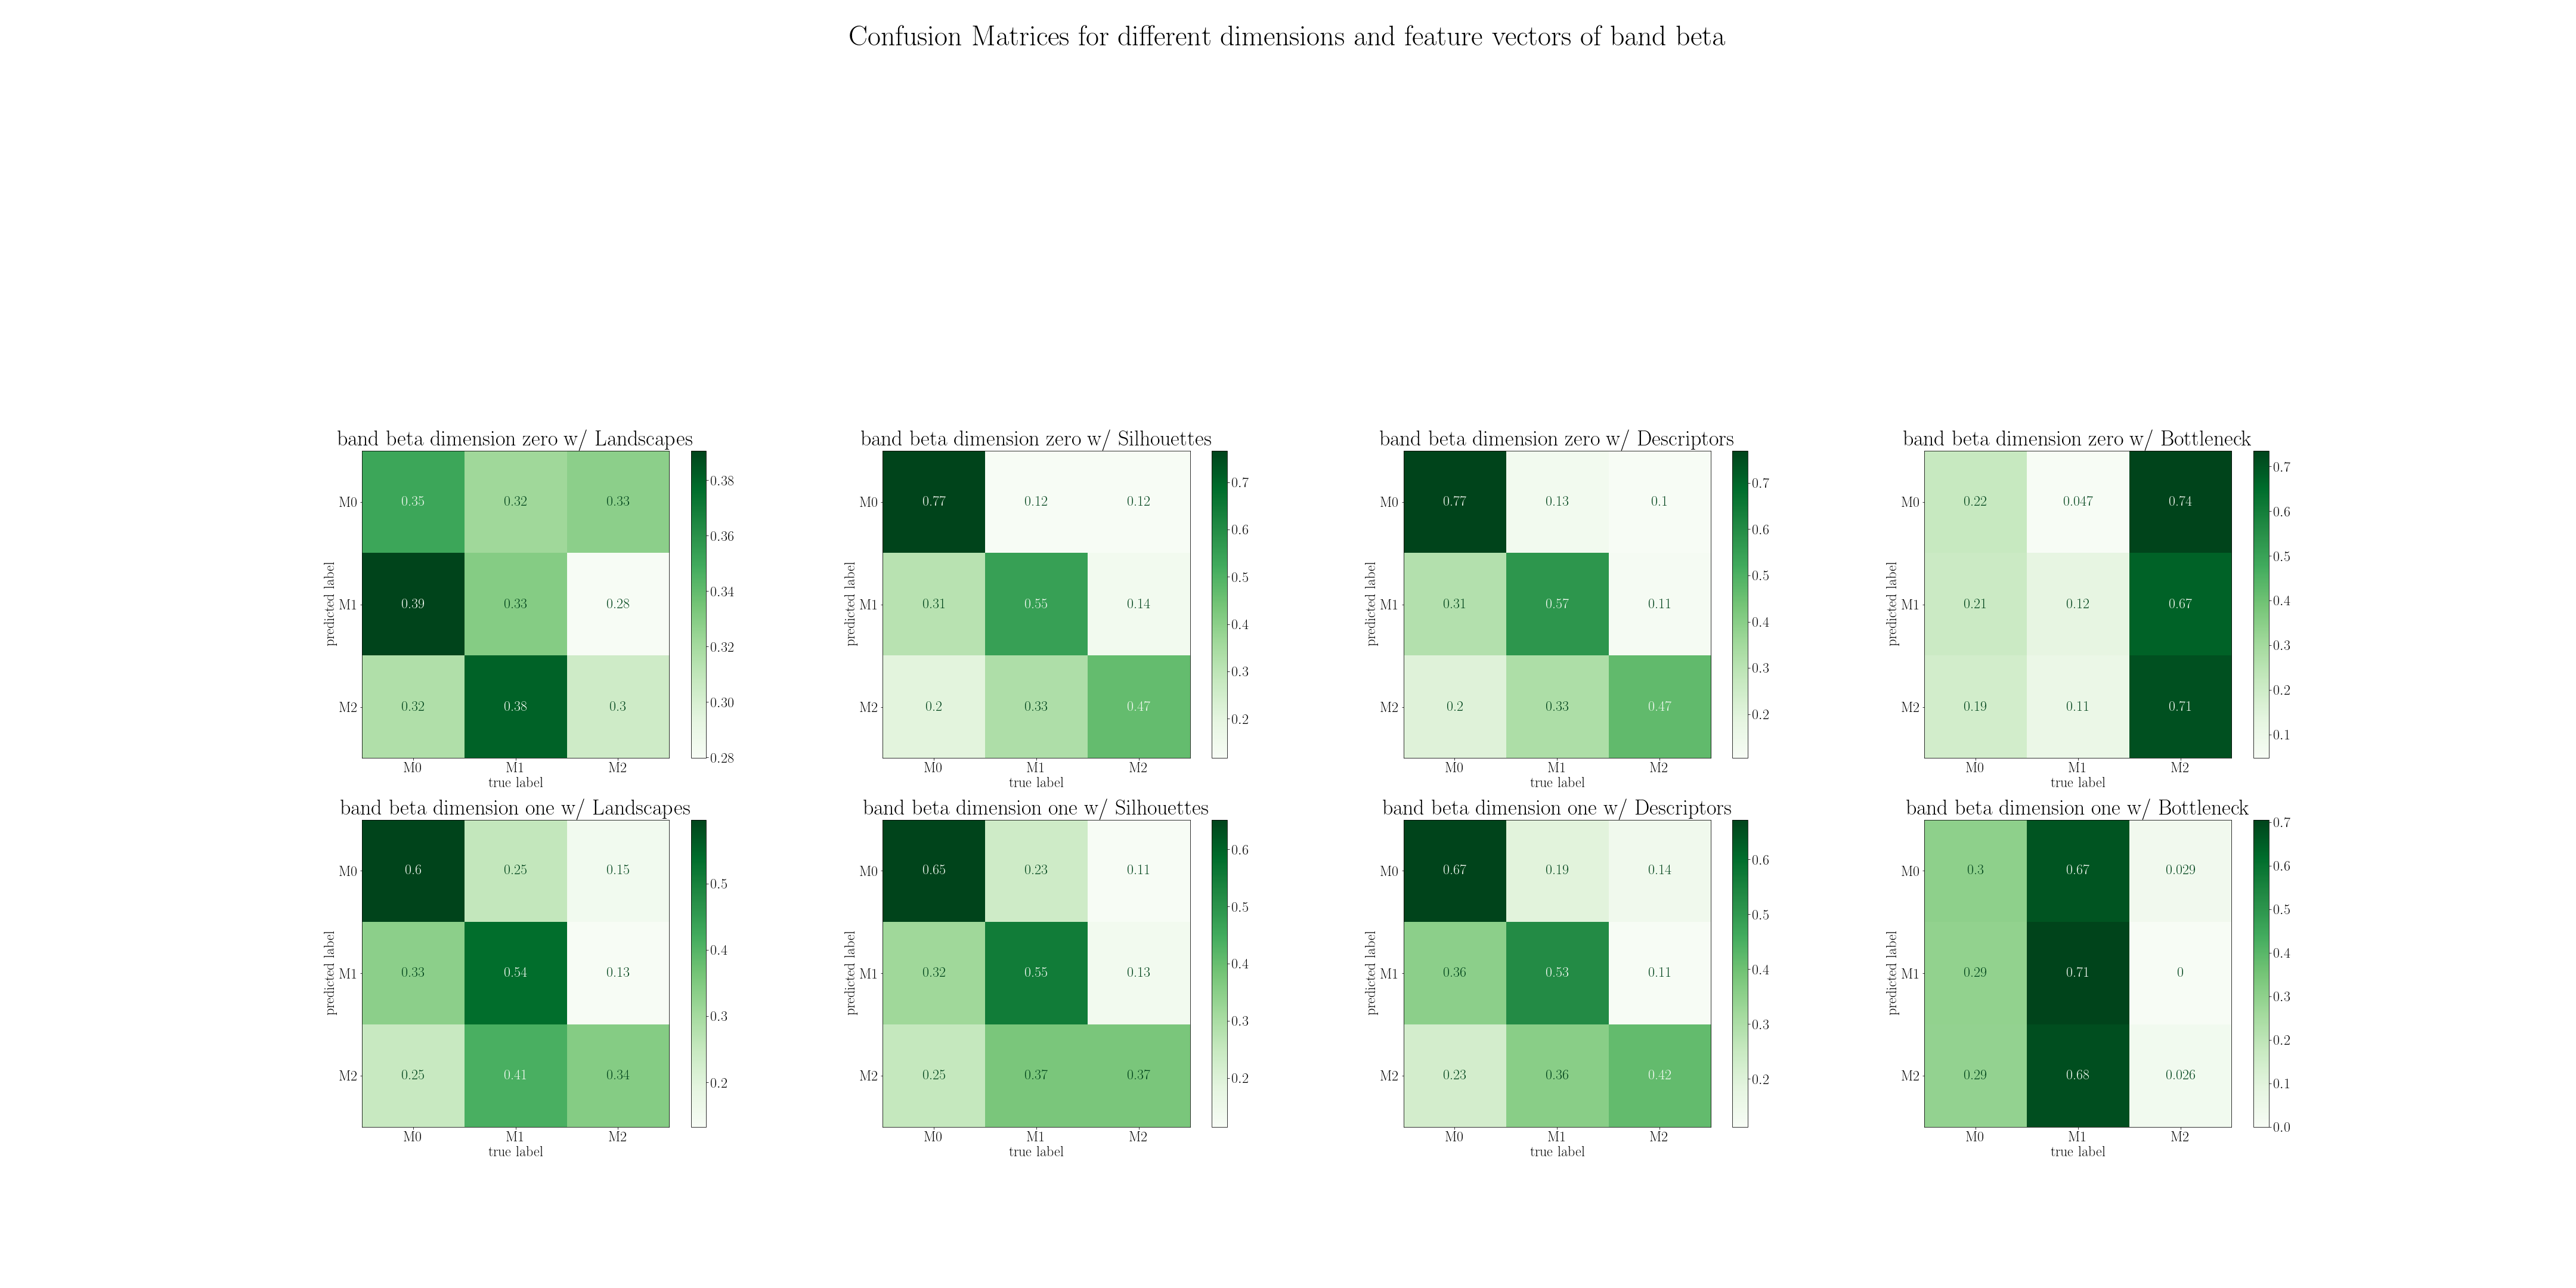 Confusion Matrices for different dimensions and feature vectors of band beta
band beta dimension zero w/ Landscapes
M0 0.35 0.32 0.33
M1 0.39 0.33 0.28
M2 0.32 0.38 0.3
M0 M1 M2
true label
predicted label
0.38
0.36
0.34
0.32
0.30
0.28
band beta dimension zero w/ Silhouettes
M0 0.77 0.12 0.12
M1 0.31 0.55 0.14
M2 0.2 0.33 0.47
M0 M1 M2
true label
predicted label
0.7
0.6
0.5
0.4
0.3
0.2
band beta dimension zero w/ Descriptors
M0 0.77 0.13 0.1
M1 0.31 0.57 0.11
M2 0.2 0.33 0.47
M0 M1 M2
true label
predicted label
0.7
0.6
0.5
0.4
0.3
0.2
band beta dimension zero w/ Bottleneck
M0 0.22 0.047 0.74
M1 0.21 0.12 0.67
M2 0.19 0.11 0.71
M0 M1 M2
true label
predicted label
0.7
0.6
0.5
0.4
0.3
0.2
0.1
band beta dimension one w/ Landscapes
M0 0.6 0.25 0.15
M1 0.33 0.54 0.13
M2 0.25 0.41 0.34
M0 M1 M2
true label
predicted label
0.5
0.4
0.3
0.2
band beta dimension one w/ Silhouettes
M0 0.65 0.23 0.11
M1 0.32 0.55 0.13
M2 0.25 0.37 0.37
M0 M1 M2
true label
predicted label
0.6
0.5
0.4
0.3
0.2
band beta dimension one w/ Descriptors
M0 0.67 0.19 0.14
M1 0.36 0.53 0.11
M2 0.23 0.36 0.42
M0 M1 M2
true label
predicted label
0.6
0.5
0.4
0.3
0.2
band beta dimension one w/ Bottleneck
M0 0.3 0.67 0.029
M1 0.29 0.71 0
M2 0.29 0.68 0.026
M0 M1 M2
true label
predicted label
0.7
0.6
0.5
0.4
0.3
0.2
0.1
0.0